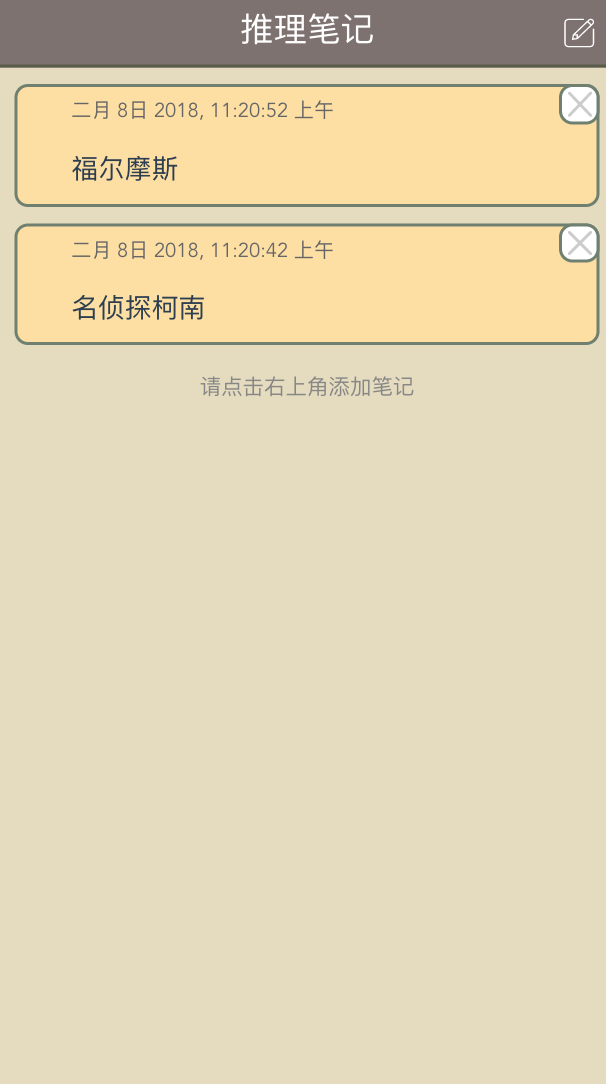 推理笔记
二月 8日 2018, 11:20:52 上午
福尔摩斯
二月 8日 2018, 11:20:42 上午
名侦探柯南
请点击右上角添加笔记